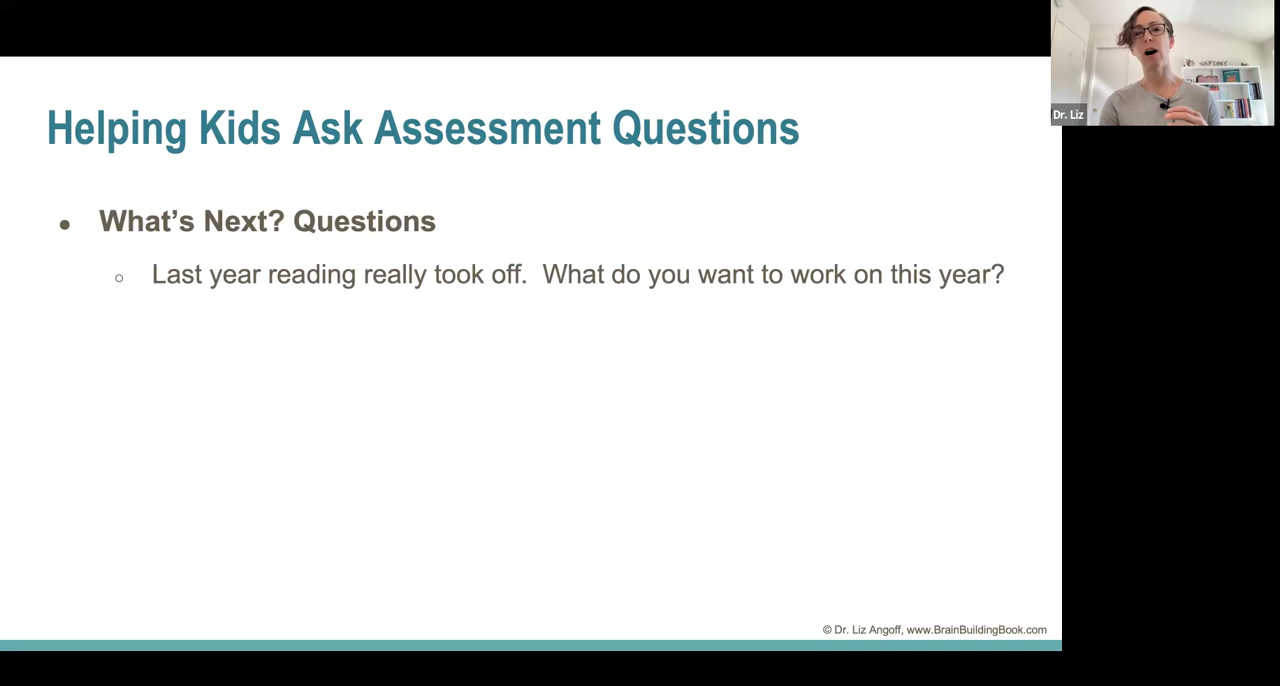 Dr. Liz
Helping Kids Ask Assessment Questions
● What’s Next? Questions
○ Last year reading really took off.  What do you want to work on this year?
© Dr. Liz Angoff, www.BrainBuildingBook.com